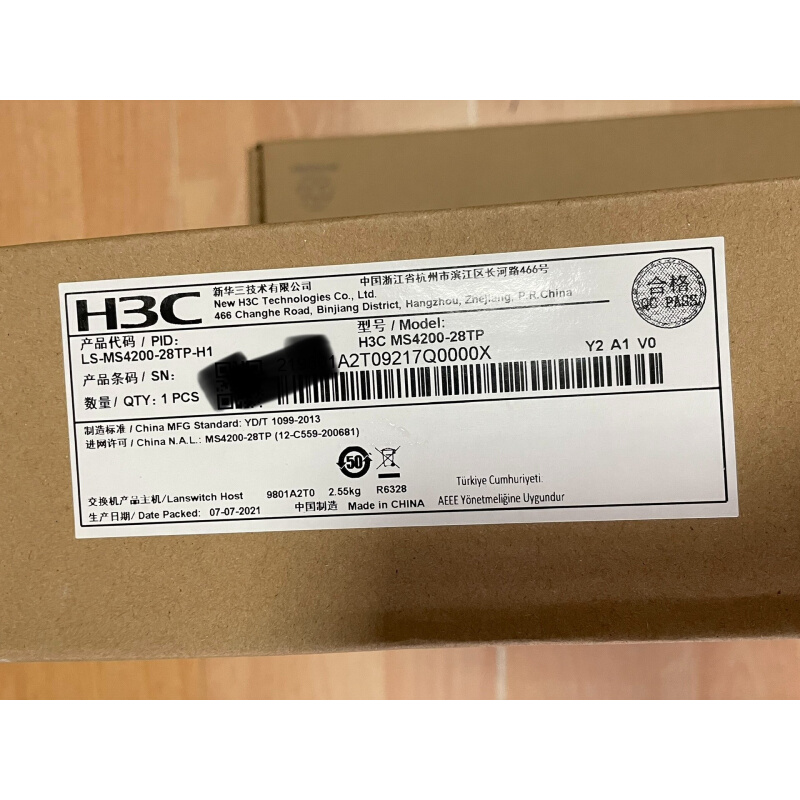 H3C
新华三技术有限公司
New H3C Technologies Co., Ltd.
中国浙江省杭州市滨江区长河路466号
466 Changhe Road, Binjiang District, Hangzhou, Zhejiang, P.R.China
合格
QC PASS
产品代码 / PID:
LS-MS4200-28TP-H1
型号 / Model:
H3C MS4200-28TP
产品条码 / SN:
1A2T09217Q0000X
Y2 A1 V0
数量 / QTY: 1 PCS
制造标准 / China MFG Standard: YD/T 1099-2013
进网许可 / China N.A.L.: MS4200-28TP (12-C559-200681)
50
交换机产品主机/Lanswitch Host 9801A2T0 2.55kg R6328
Türkiye Cumhuriyeti.
生产日期/ Date Packed: 07-07-2021 中国制造 Made in CHINA
AEEE Yönetmeliğine Uygundur